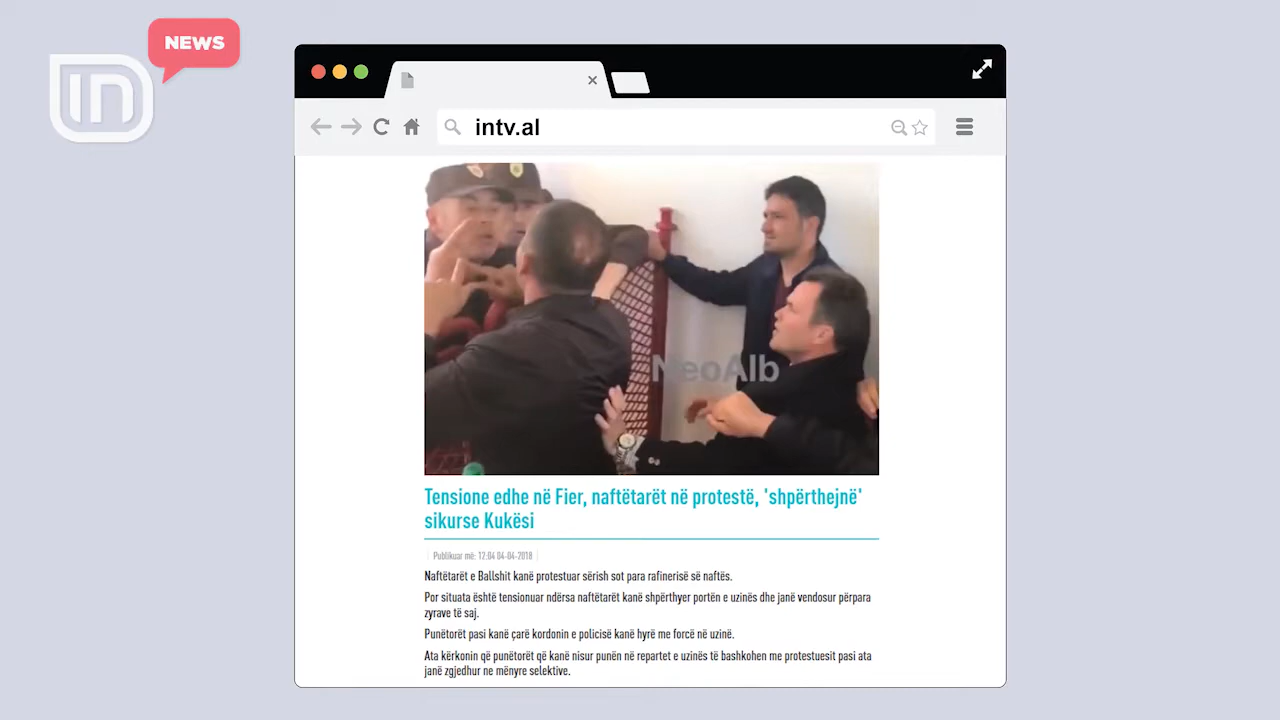 IN
NEWS
intv.al
NeoAlb
Tensione edhe në Fier, naftëtarët në protestë, 'shpërthejnë'
sikurse Kukësi
Publikuar më: 12:04 04-04-2018
Naftëtarët e Ballshit kanë protestuar sërish sot para rafinerisë së naftës.
Por situata është tensionuar ndërsa naftëtarët kanë shpërthyer portën e uzinës dhe janë vendosur përpara
zyrave të saj.
Punëtorët pasi kanë çarë kordonin e policisë kanë hyrë me forcë në uzinë.
Ata kërkonin që punëtorët që kanë nisur punën në repartet e uzinës të bashkohen me protestuesit pasi ata
janë zgjedhur ne mënyre selektive.